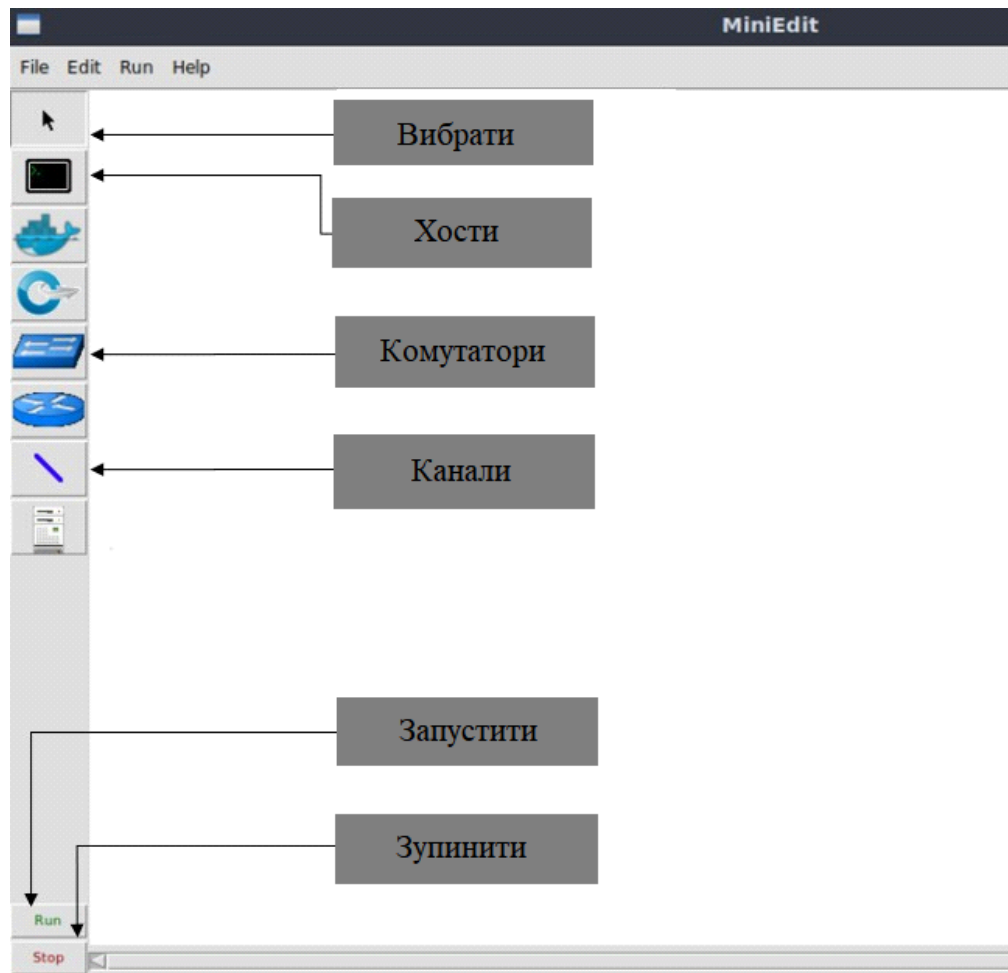 MiniEdit
File Edit Run Help
Вибрати
Хости
Комутатори
Канали
Запустити
Зупинити
Run
Stop